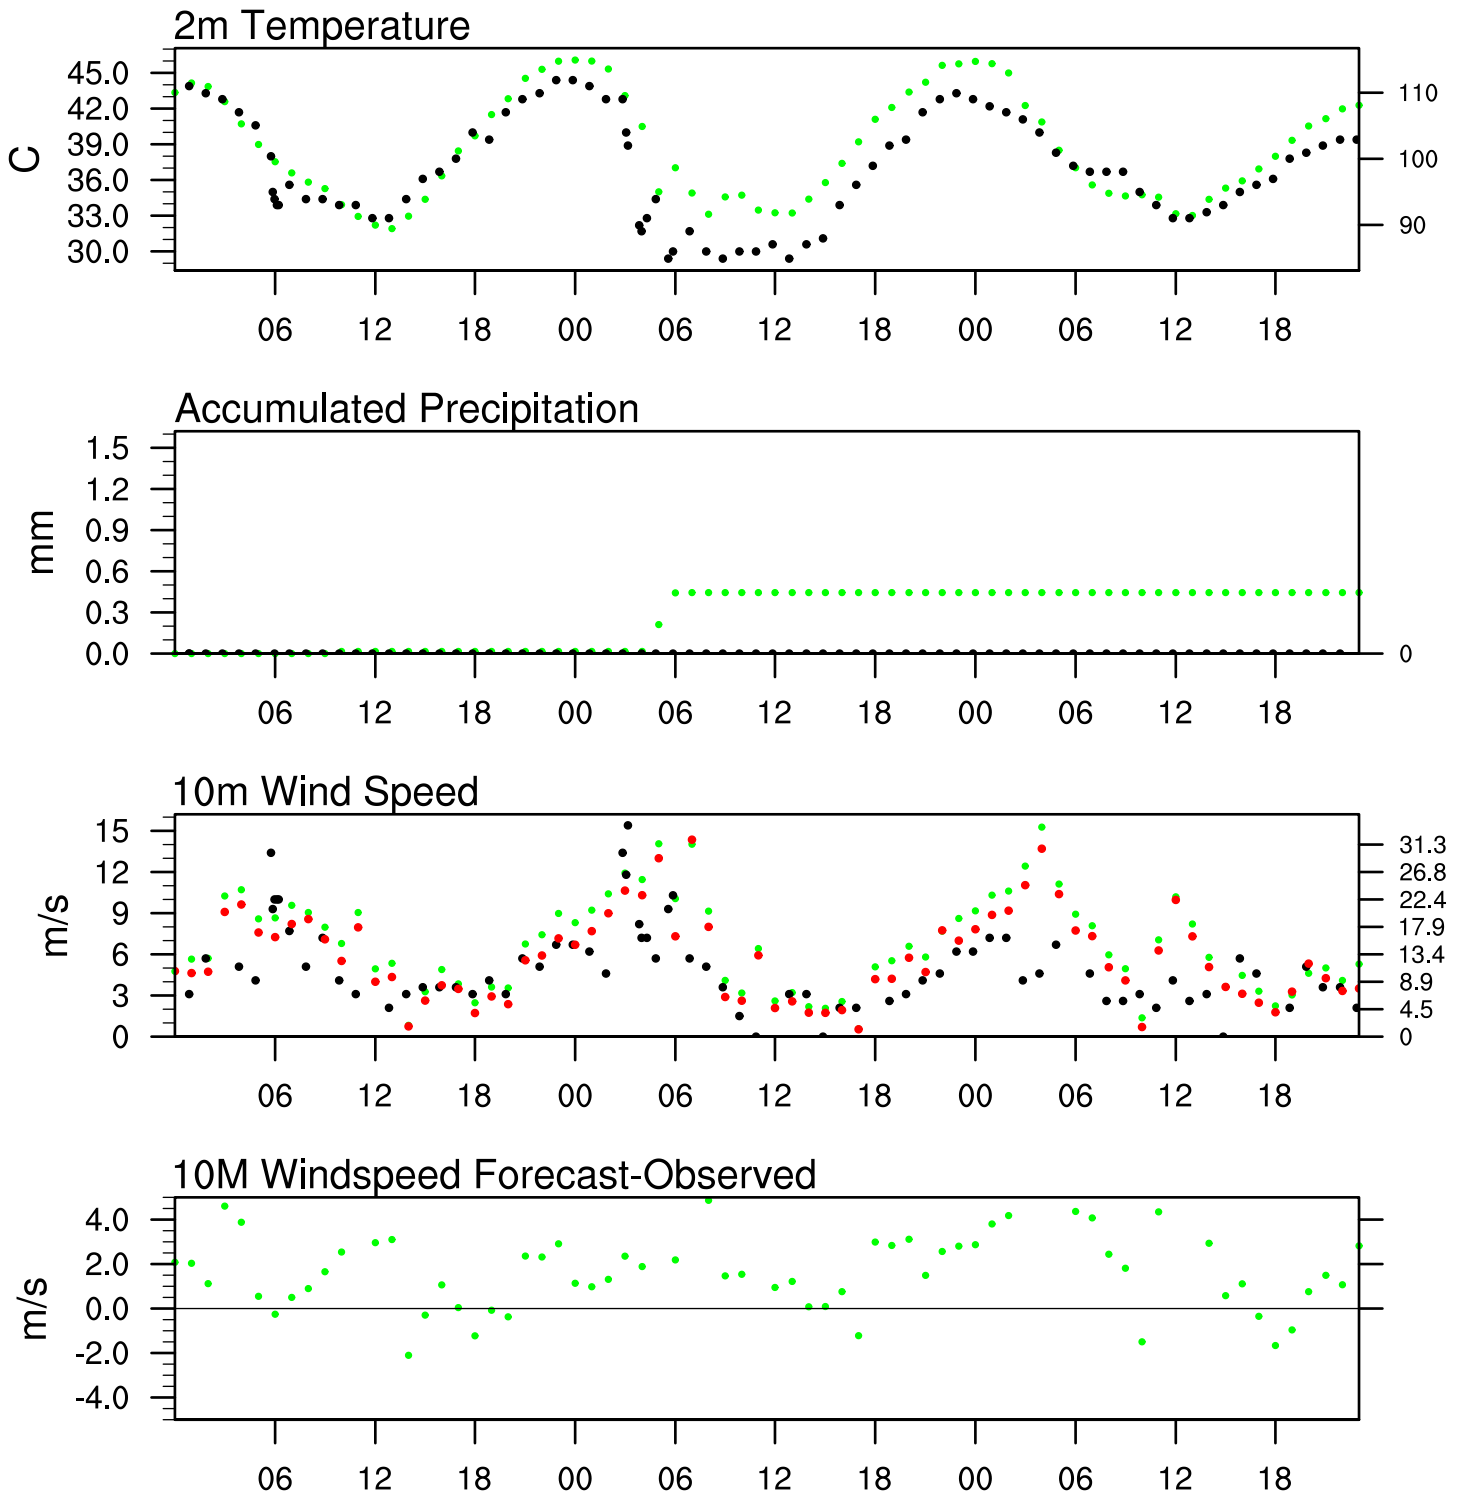 2m Temperature
C
45.0
42.0
39.0
36.0
33.0
30.0
110
100
90
06 12 18 00 06 12 18 00 06 12 18
Accumulated Precipitation
mm
1.5
1.2
0.9
0.6
0.3
0.0
0
06 12 18 00 06 12 18 00 06 12 18
10m Wind Speed
m/s
15
12
9
6
3
0
31.3
26.8
22.4
17.9
13.4
8.9
4.5
0
06 12 18 00 06 12 18 00 06 12 18
10M Windspeed Forecast-Observed
m/s
4.0
2.0
0.0
-2.0
-4.0
06 12 18 00 06 12 18 00 06 12 18